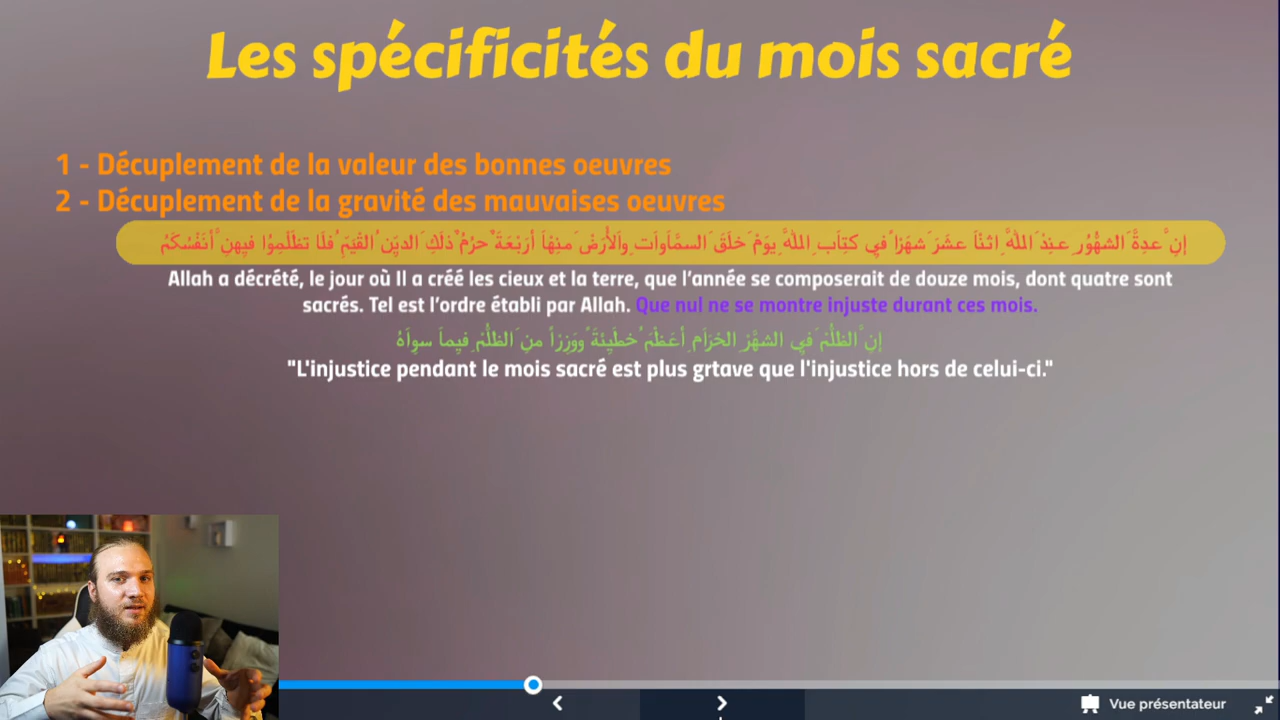 Les spécificités du mois sacré
1 - Décuplement de la valeur des bonnes oeuvres
2 - Décuplement de la gravité des mauvaises oeuvres
إِنَّ عِدَّةَ الشُّهُورِ عِنْدَ اللَّهِ اثْنَا عَشَرَ شَهْرًا فِي كِتَابِ اللَّهِ يَوْمَ خَلَقَ السَّمَاوَاتِ وَالْأَرْضَ مِنْهَا أَرْبَعَةٌ حُرُمٌ ذَلِكَ الدِّينُ الْقَيِّمُ فَلَا تَظْلِمُوا فِيهِنَّ أَنْفُسَكُمْ
Allah a décrété, le jour où Il a créé les cieux et la terre, que l’année se composerait de douze mois, dont quatre sont
sacrés. Tel est l’ordre établi par Allah. Que nul ne se montre injuste durant ces mois.
إِنَّ الظُّلْمَ فِي الشَّهْرِ الْحَرَامِ أَعْظَمُ خَطِيئَةً وَوِزْرًا مِنَ الظُّلْمِ فِيمَا سِوَاهُ
"L'injustice pendant le mois sacré est plus grtave que l'injustice hors de celui-ci."
Vue présentateur